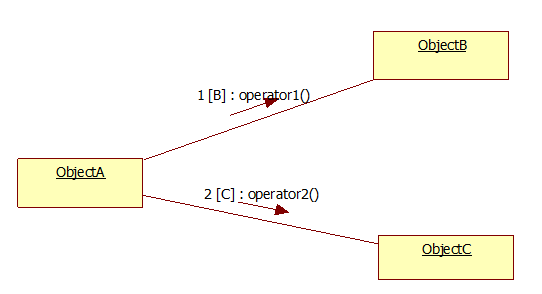 ObjectB
1 [B] : operator1()
ObjectA
2 [C] : operator2()
ObjectC